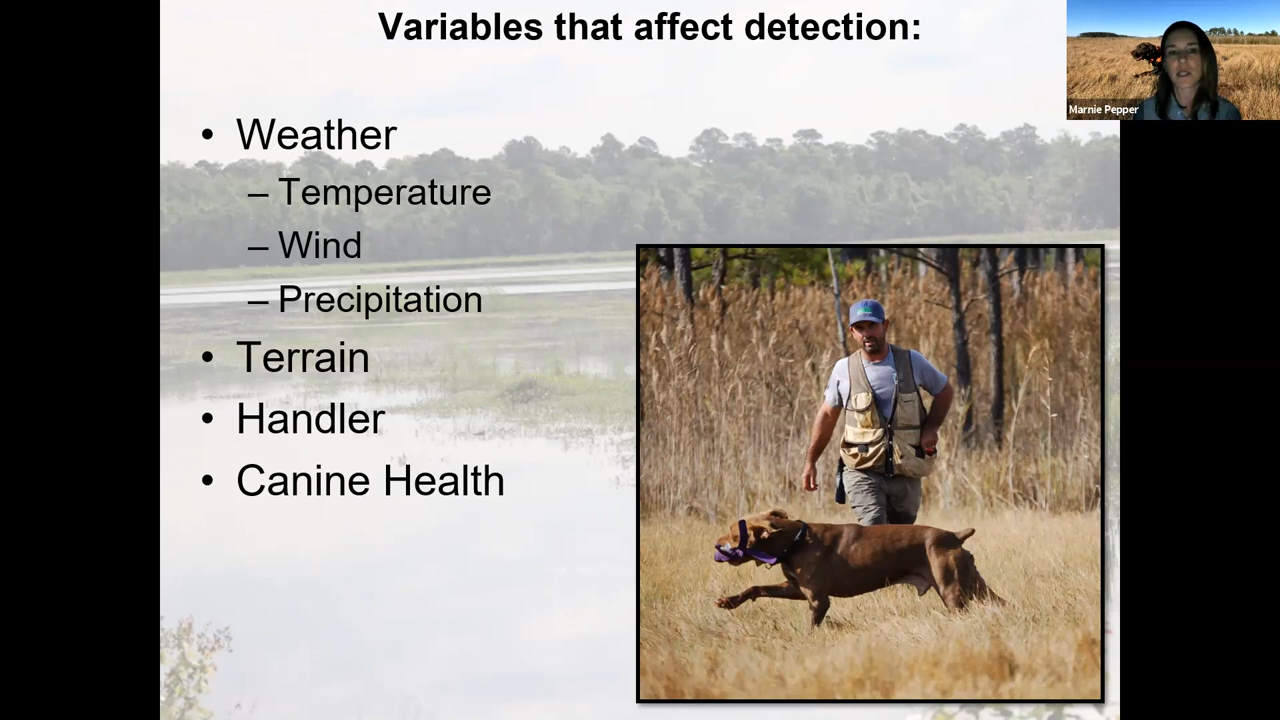 Variables that affect detection:
Marnie Pepper
• Weather
– Temperature
– Wind
– Precipitation
• Terrain
• Handler
• Canine Health